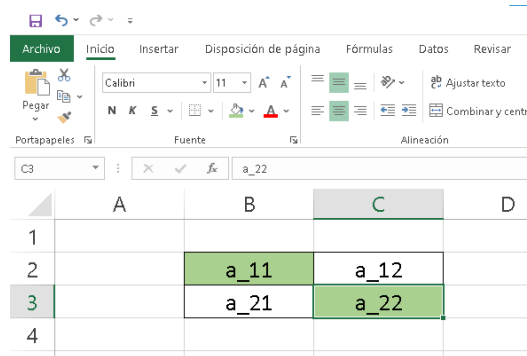 Archivo Inicio Insertar Disposición de página Fórmulas Datos Revisar
Calibri 11 A A ab Ajustar texto
Pegar N K S A Combinar y centr
Portapapeles Fuente Alineación
C3 fx a_22
A B C D
1
2 a_11 a_12
3 a_21 a_22
4